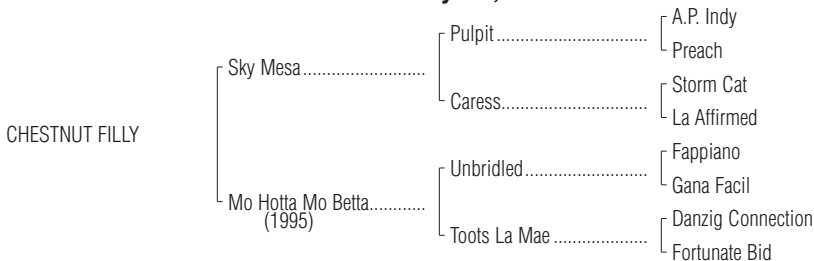 A.P. Indy
Pulpit
Preach
Sky Mesa
Storm Cat
Caress
La Affirmed
CHESTNUT FILLY
Fappiano
Unbridled
Gana Facil
Mo Hotta Mo Betta
(1995)
Danzig Connection
Toots La Mae
Fortunate Bid